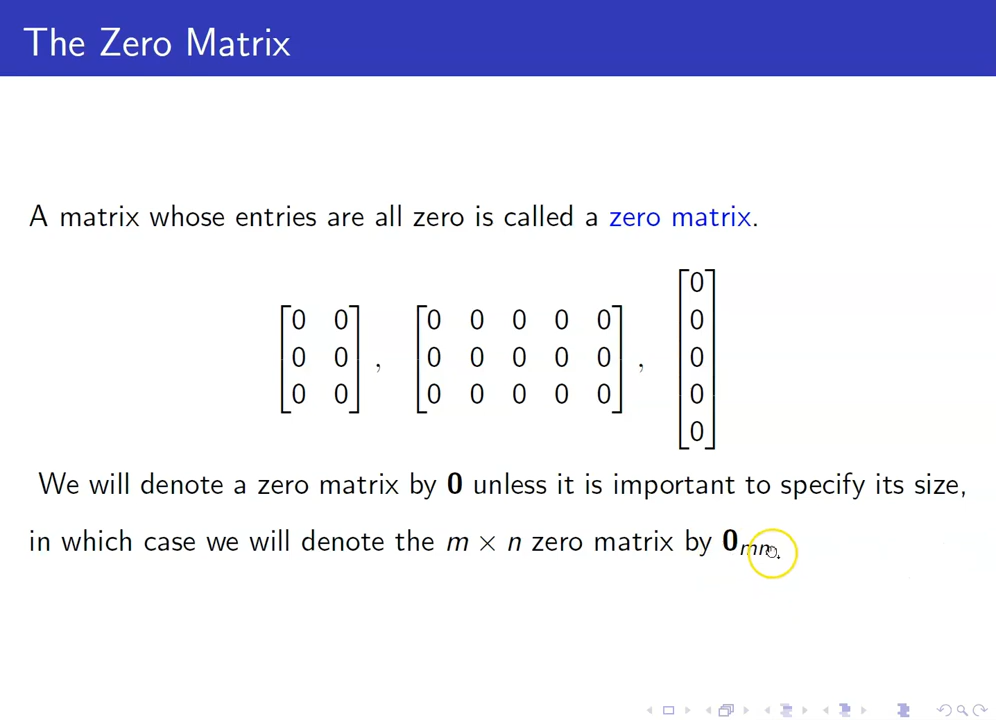 The Zero Matrix
A matrix whose entries are all zero is called a zero matrix.
[0 0; 0 0; 0 0], [0 0 0 0 0; 0 0 0 0 0; 0 0 0 0 0], [0; 0; 0; 0; 0]
We will denote a zero matrix by 0 unless it is important to specify its size,
in which case we will denote the m × n zero matrix by 0mn.